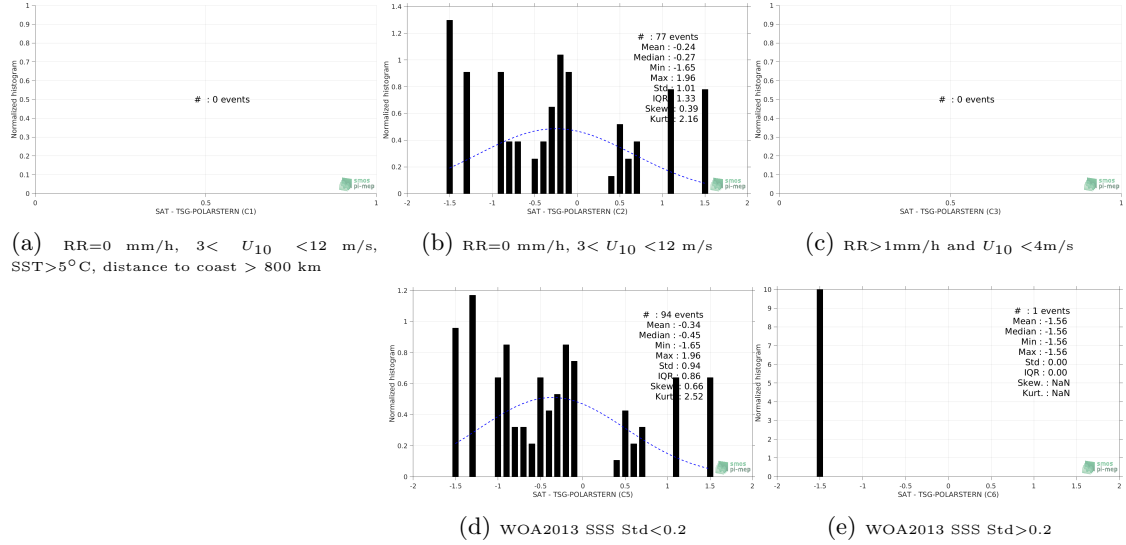 1
0.9
0.8
0.7
0.6
0.5
0.4
0.3
0.2
0.1
0
Normalized histogram
# : 0 events
0
0.5
1
SAT - TSG-POLARSTERN (C1)
smos
pi-mep
(a) RR=0 mm/h, 3< U10 <12 m/s,
SST>5°C, distance to coast > 800 km
1.4
1.2
1
0.8
0.6
0.4
0.2
0
Normalized histogram
# : 77 events
Mean : -0.24
Median : -0.27
Min : -1.65
Max : 1.96
Std : 1.01
IQR : 1.33
Skew. : 0.39
Kurt. : 2.16
-2
-1.5
-1
-0.5
0
0.5
1
1.5
2
SAT - TSG-POLARSTERN (C2)
smos
pi-mep
(b) RR=0 mm/h, 3< U10 <12 m/s
1
0.9
0.8
0.7
0.6
0.5
0.4
0.3
0.2
0.1
0
Normalized histogram
# : 0 events
0
0.5
1
SAT - TSG-POLARSTERN (C3)
smos
pi-mep
(c) RR>1mm/h and U10 <4m/s
1.2
1
0.8
0.6
0.4
0.2
0
Normalized histogram
# : 94 events
Mean : -0.34
Median : -0.45
Min : -1.65
Max : 1.96
Std : 0.94
IQR : 0.86
Skew. : 0.66
Kurt. : 2.52
-2
-1.5
-1
-0.5
0
0.5
1
1.5
2
SAT - TSG-POLARSTERN (C5)
smos
pi-mep
(d) WOA2013 SSS Std<0.2
10
9
8
7
6
5
4
3
2
1
0
Normalized histogram
# : 1 events
Mean : -1.56
Median : -1.56
Min : -1.56
Max : -1.56
Std : 0.00
IQR : 0.00
Skew. : NaN
Kurt. : NaN
-2
-1.5
-1
-0.5
0
0.5
1
1.5
2
SAT - TSG-POLARSTERN (C6)
smos
pi-mep
(e) WOA2013 SSS Std>0.2